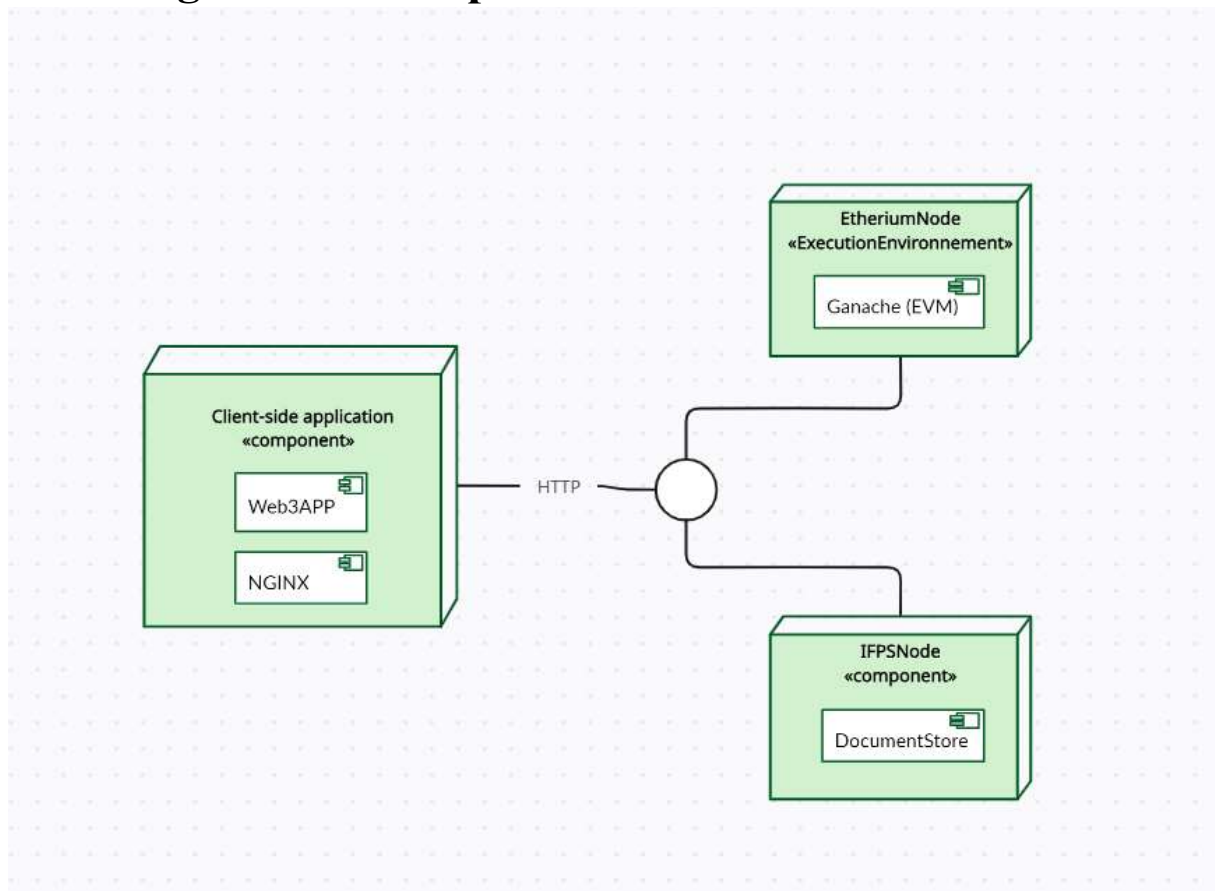 Client-side application
«component»
Web3APP
NGINX
HTTP
EtheriumNode
«ExecutionEnvironnement»
Ganache (EVM)
IFPSNode
«component»
DocumentStore